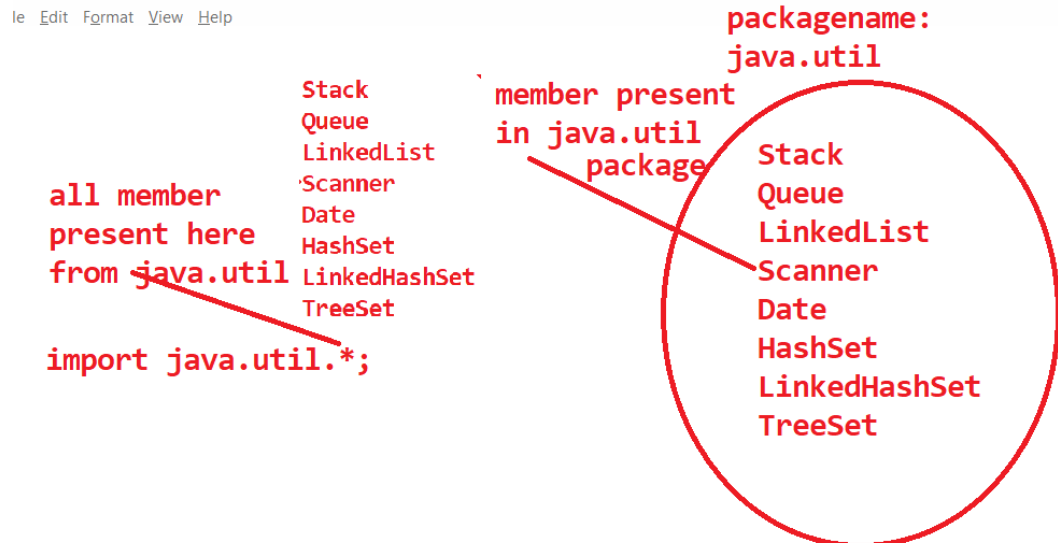 le Edit Format View Help
packagename:
java.util
Stack
Queue
LinkedList
Scanner
Date
HashSet
LinkedHashSet
TreeSet
member present
in java.util
package
all member
present here
from java.util
import java.util.*;
Stack
Queue
LinkedList
Scanner
Date
HashSet
LinkedHashSet
TreeSet